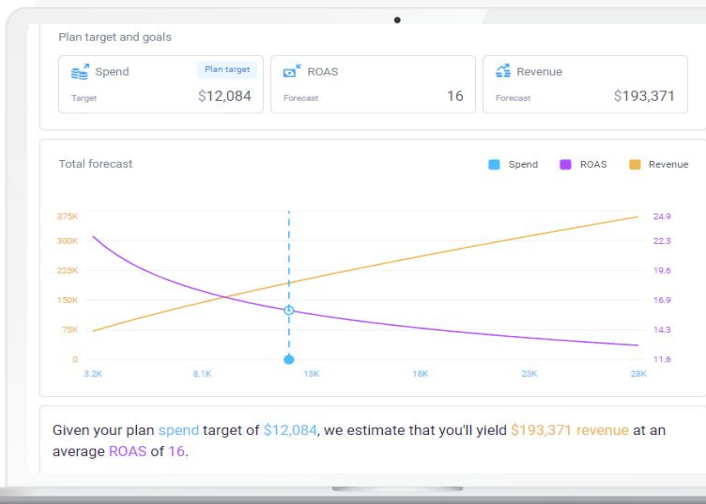 Plan target and goals
Spend Plan target
Target $12,084
ROAS
Forecast 16
Revenue
Forecast $193,371
Total forecast
Spend ROAS Revenue
375K 24.9
300K 22.3
225K 19.6
150K 16.9
75K 14.3
0 11.6
3.2K 8.1K 13K 18K 23K 28K
Given your plan spend target of $12,084, we estimate that you'll yield $193,371 revenue at an
average ROAS of 16.